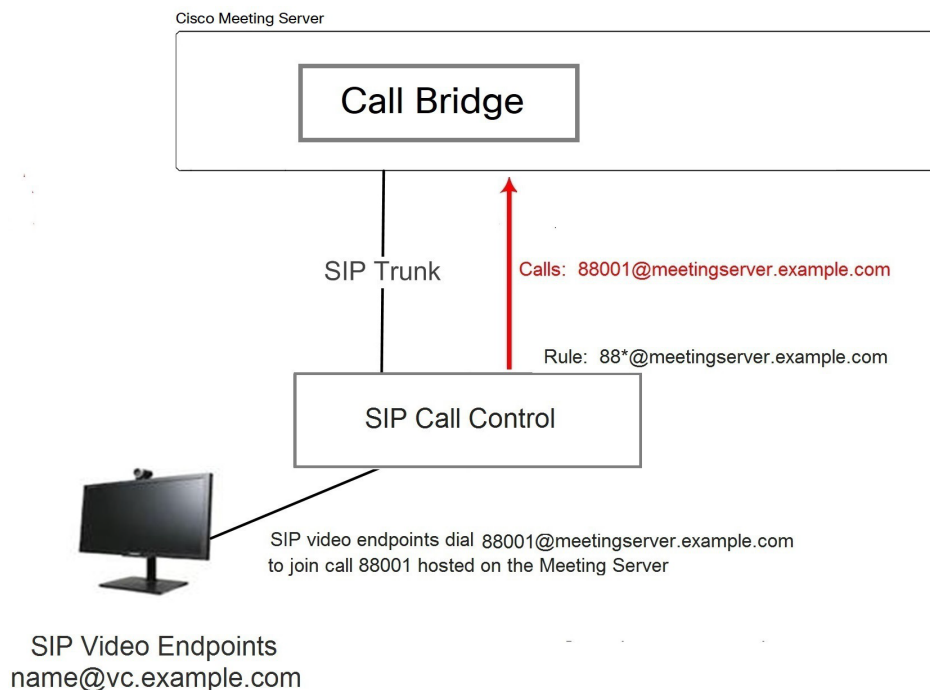 Cisco Meeting Server
Call Bridge
SIP Trunk
Calls: 88001@meetingserver.example.com
Rule: 88*@meetingserver.example.com
SIP Call Control
SIP video endpoints dial 88001@meetingserver.example.com
to join call 88001 hosted on the Meeting Server
SIP Video Endpoints
name@vc.example.com